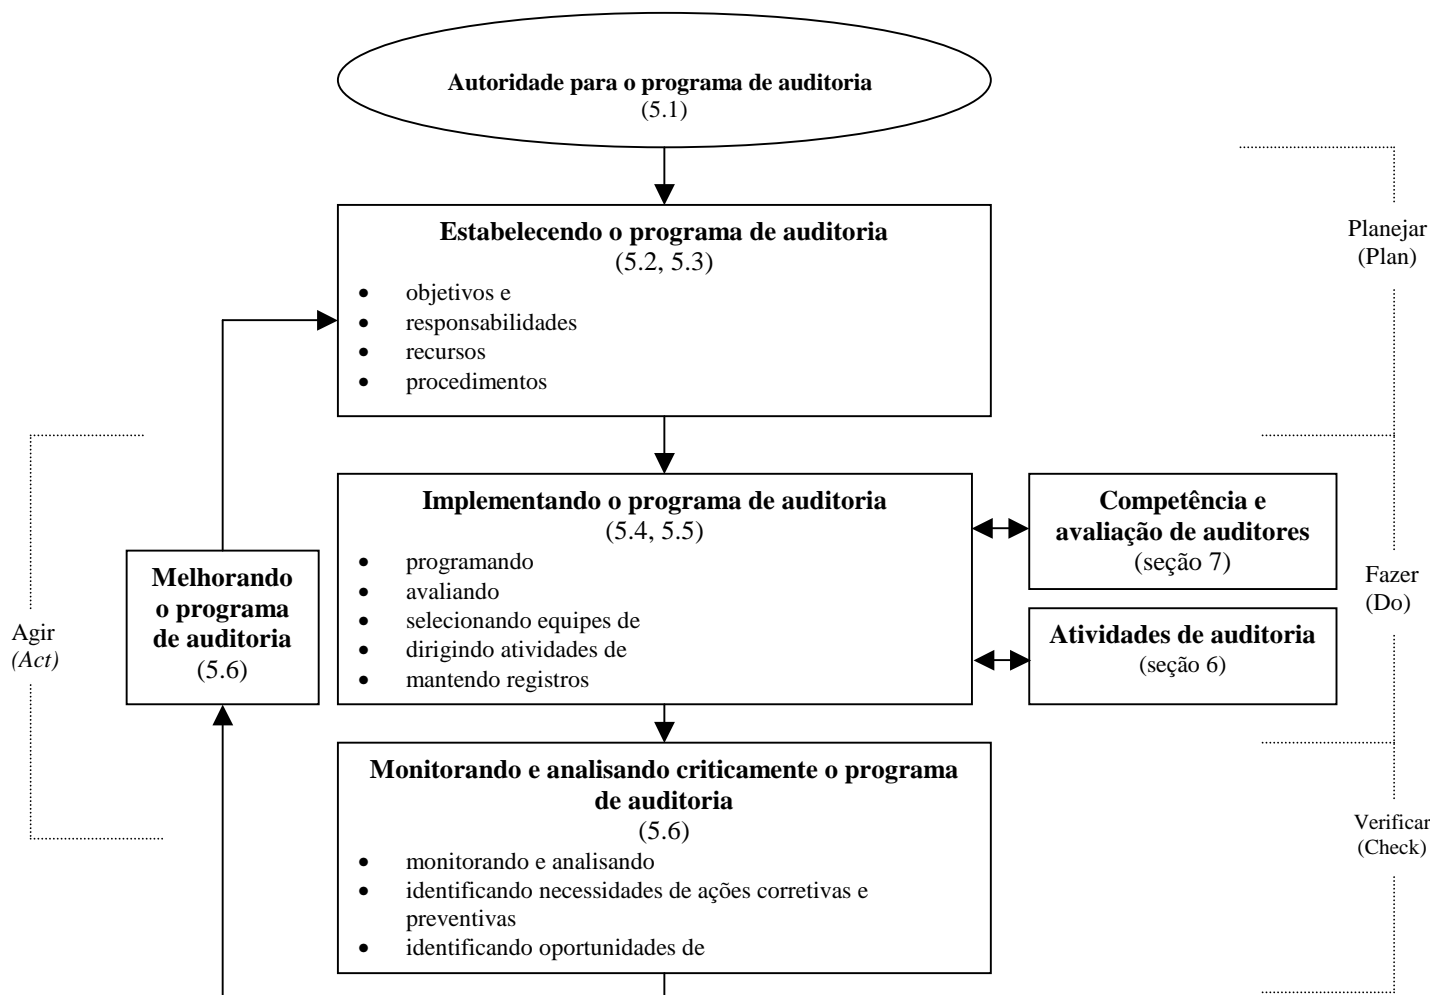 Autoridade para o programa de auditoria
(5.1)
Planejar
(Plan)
Estabelecendo o programa de auditoria
(5.2, 5.3)
• objetivos e
• responsabilidades
• recursos
• procedimentos
Implementando o programa de auditoria
(5.4, 5.5)
• programando
• avaliando
• selecionando equipes de
• dirigindo atividades de
• mantendo registros
Competência e
avaliação de auditores
(seção 7)
Atividades de auditoria
(seção 6)
Fazer
(Do)
Melhorando
o programa
de auditoria
(5.6)
Agir
(Act)
Monitorando e analisando criticamente o programa
de auditoria
(5.6)
• monitorando e analisando
• identificando necessidades de ações corretivas e
preventivas
• identificando oportunidades de
Verificar
(Check)